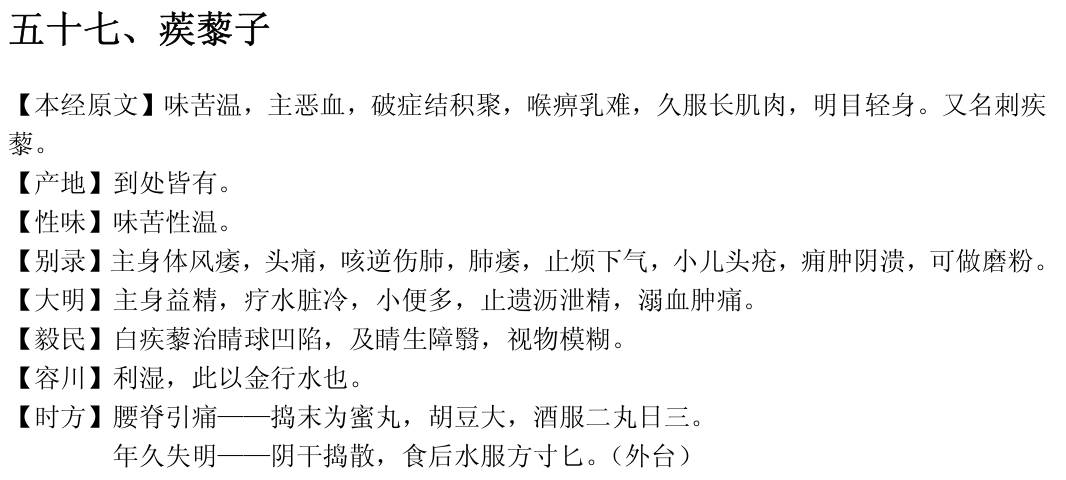 五十七、蒺藜子
【本经原文】味苦温，主恶血，破症结积聚，喉痹乳难，久服长肌肉，明目轻身。又名刺疾
藜。
【产地】到处皆有。
【性味】味苦性温。
【别录】主身体风痿，头痛，咳逆伤肺，肺痿，止烦下气，小儿头疮，痈肿阴溃，可做磨粉。
【大明】主身益精，疗水脏冷，小便多，止遗沥泄精，溺血肿痛。
【毅民】白疾藜治睛球凹陷，及睛生障翳，视物模糊。
【容川】利湿，此以金行水也。
【时方】腰脊引痛——捣末为蜜丸，胡豆大，酒服二丸日三。
年久失明——阴干捣散，食后水服方寸匕。（外台）